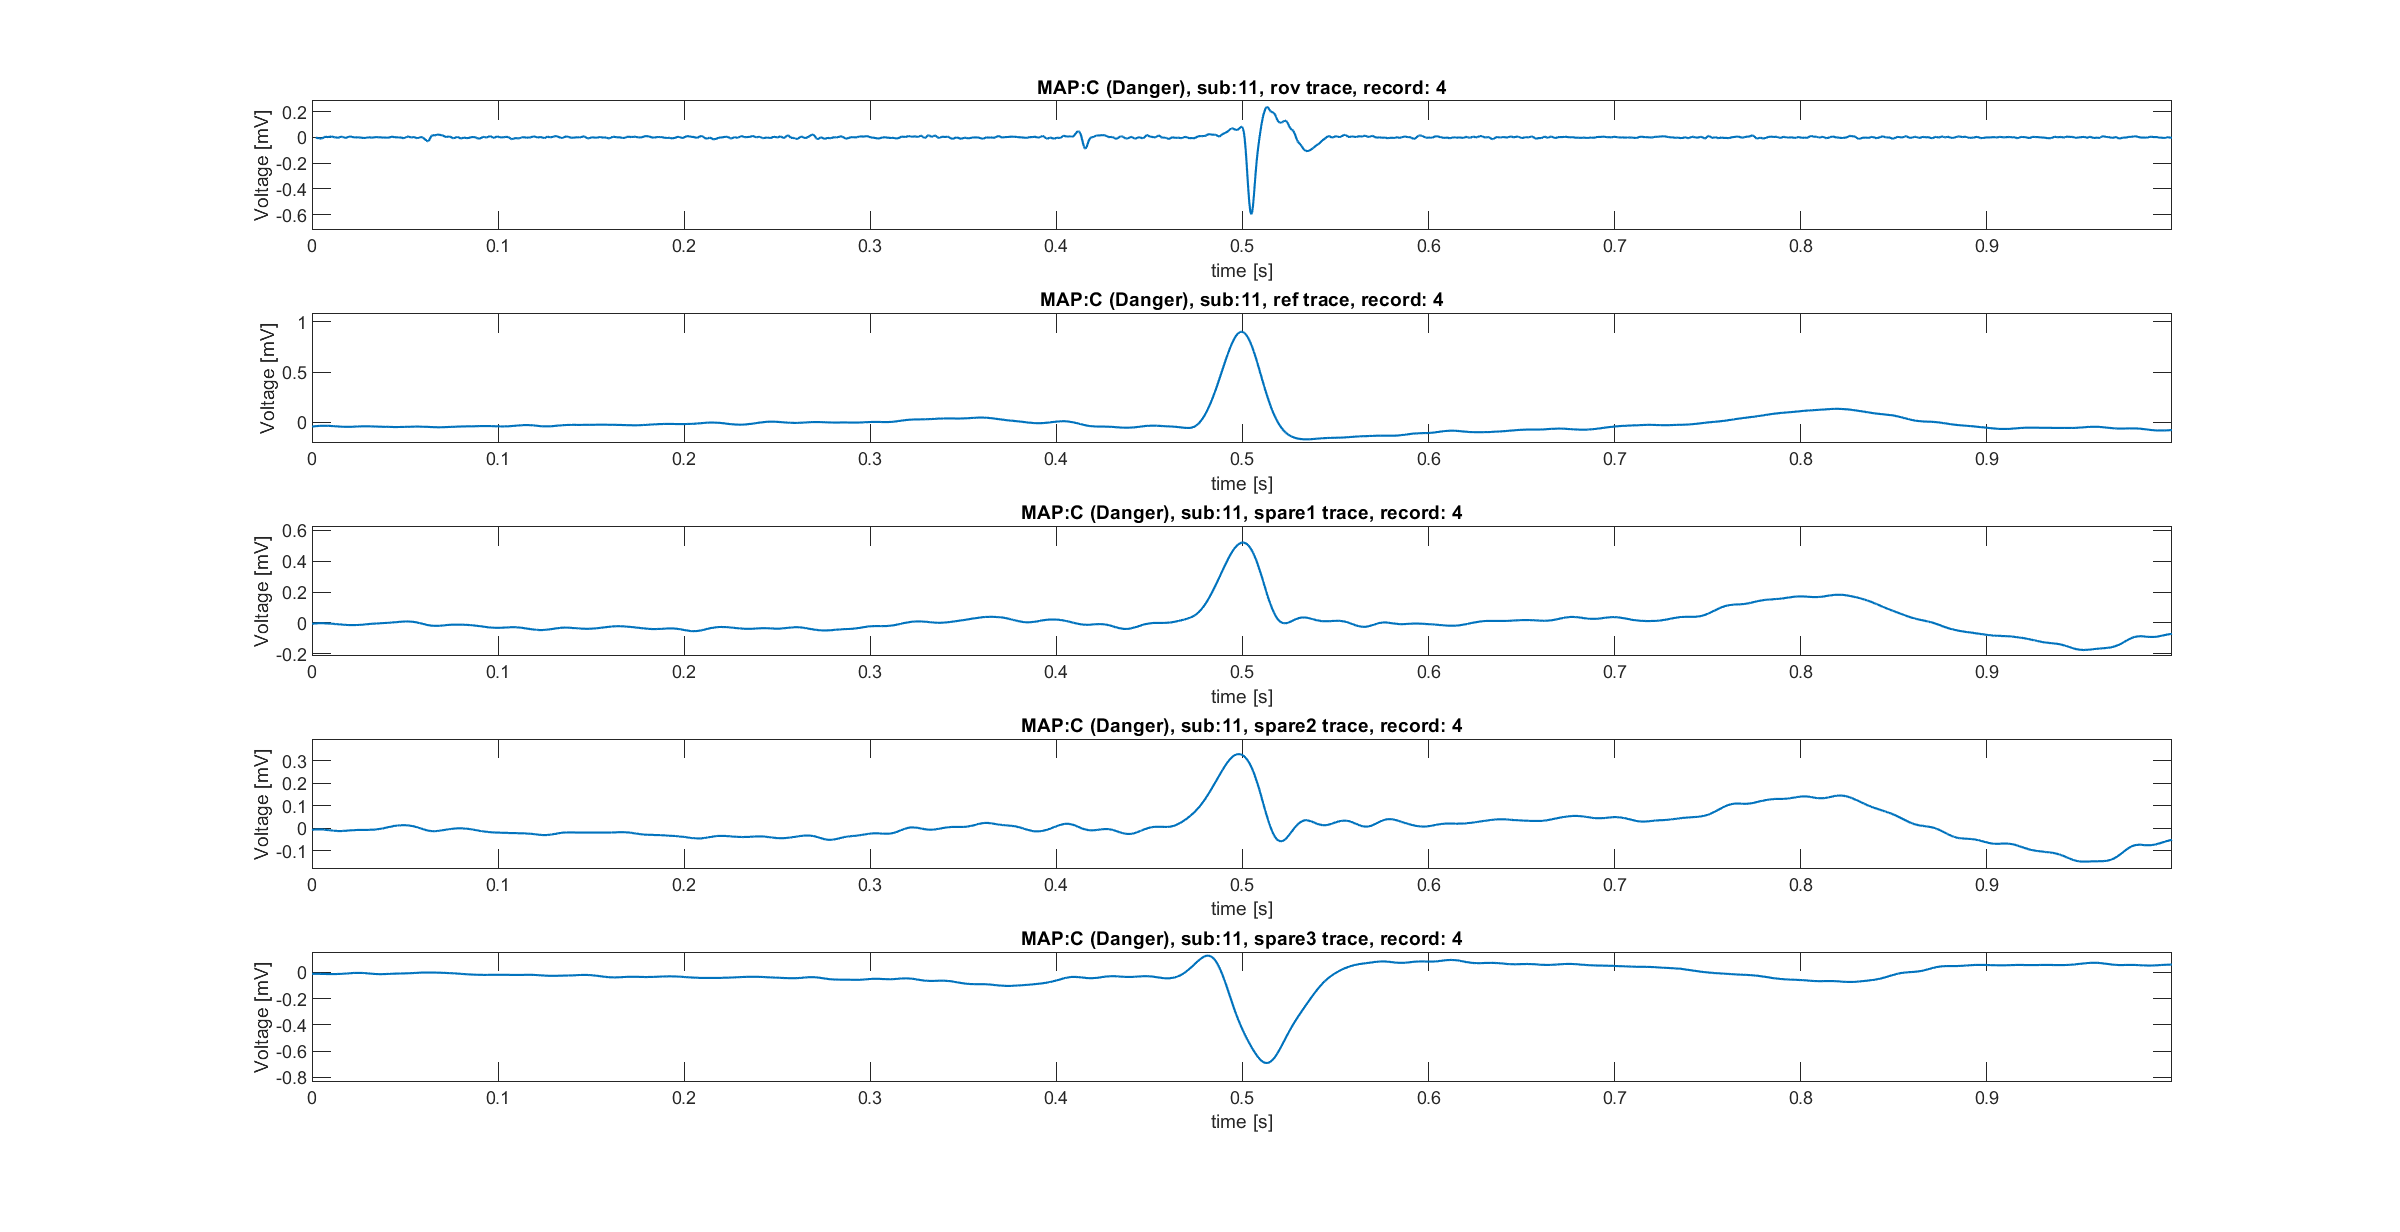 MAP:C (Danger), sub:11, rov trace, record: 4
Voltage [mV]
0.2
0
-0.2
-0.4
-0.6
0 0.1 0.2 0.3 0.4 0.5 0.6 0.7 0.8 0.9
time [s]
MAP:C (Danger), sub:11, ref trace, record: 4
Voltage [mV]
1
0.5
0
0 0.1 0.2 0.3 0.4 0.5 0.6 0.7 0.8 0.9
time [s]
MAP:C (Danger), sub:11, spare1 trace, record: 4
Voltage [mV]
0.6
0.4
0.2
0
-0.2
0 0.1 0.2 0.3 0.4 0.5 0.6 0.7 0.8 0.9
time [s]
MAP:C (Danger), sub:11, spare2 trace, record: 4
Voltage [mV]
0.3
0.2
0.1
0
-0.1
0 0.1 0.2 0.3 0.4 0.5 0.6 0.7 0.8 0.9
time [s]
MAP:C (Danger), sub:11, spare3 trace, record: 4
Voltage [mV]
0
-0.2
-0.4
-0.6
-0.8
0 0.1 0.2 0.3 0.4 0.5 0.6 0.7 0.8 0.9
time [s]